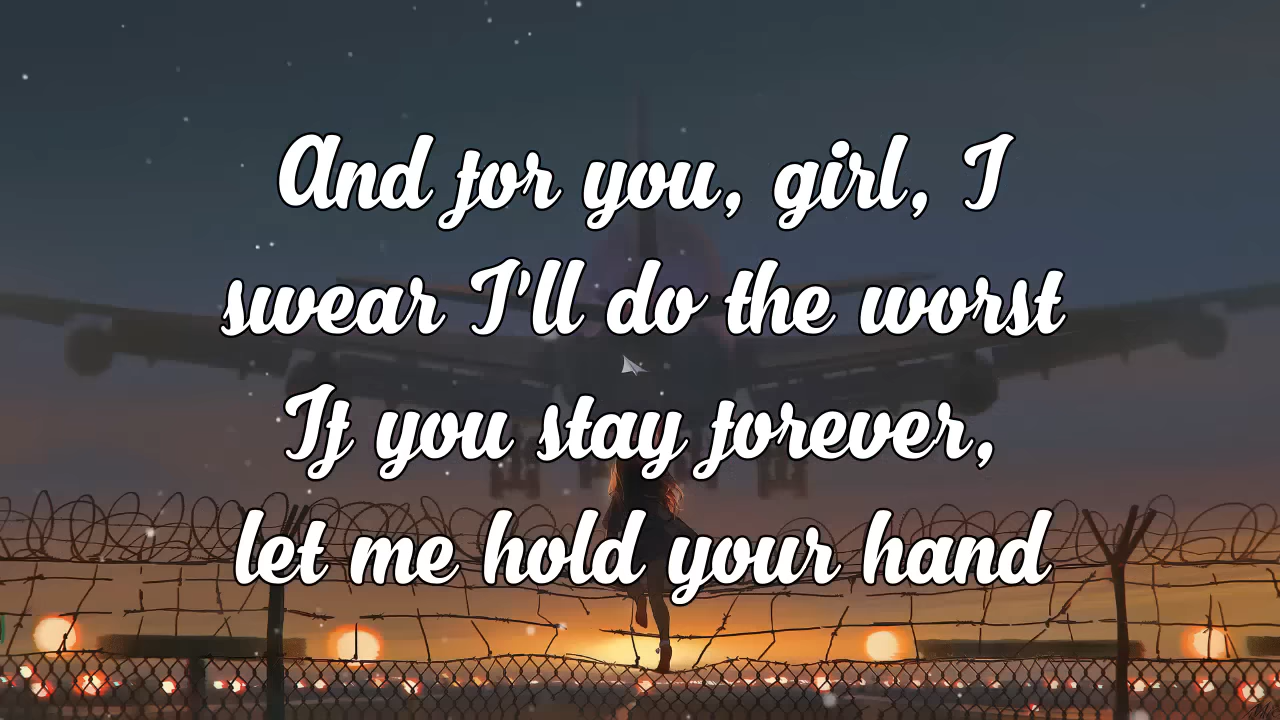 And for you, girl, I
swear I'll do the worst
If you stay forever,
let me hold your hand